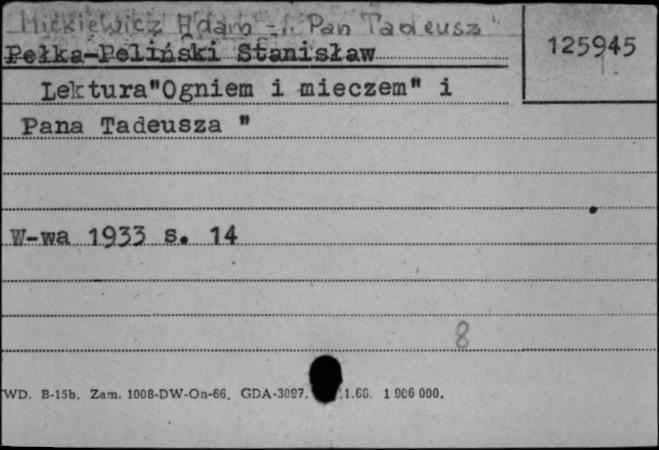 Mickiewicz Adam - i. Pan Tadeusz"
125945
Pełka-Peliński Stanisław
Lektura"Ogniem i mieczem" i
Pana Tadeusza "
W-wa 1933 s. 14
8
WD. B-15b. Zam. 1008-DW-On-66. GDA-3097. 1.66. 1 906 000.